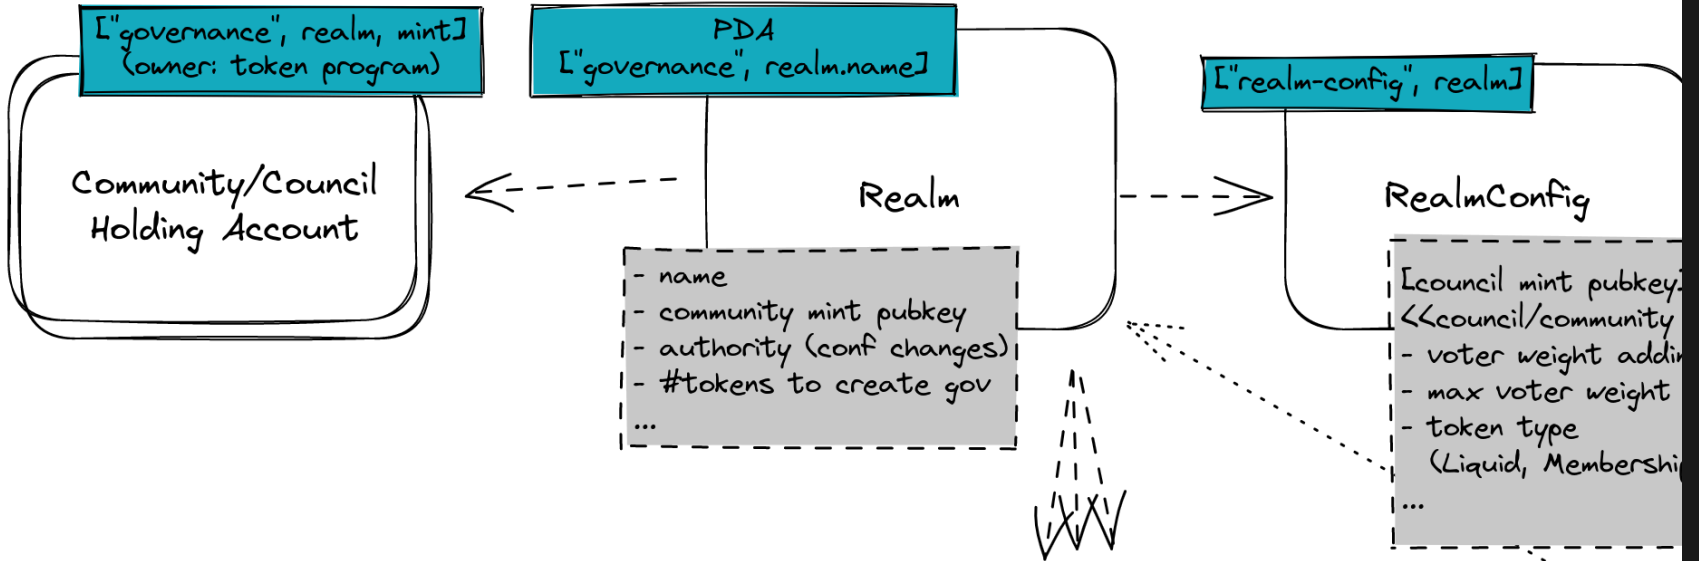 ["governance", realm, mint]
(owner: token program)
Community/Council
Holding Account
PDA
["governance", realm.name]
Realm
- name
- community mint pubkey
- authority (conf changes)
- #tokens to create gov
...
["realm-config", realm]
RealmConfig
[council mint pubkey]
<<council/community
- voter weight
- max voter weight
- token type
(Liquid,
...